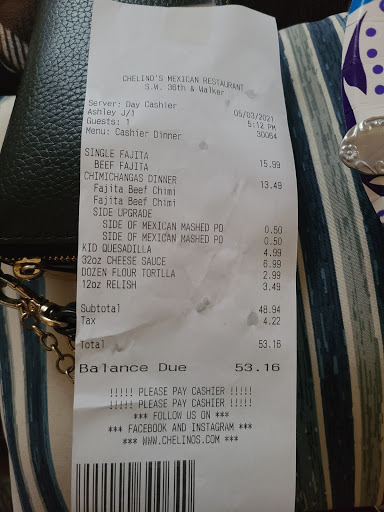 CHELINO'S MEXICAN RESTAURANT
S.W. 36th & Walker
Server: Day Cashier 05/03/2021
Ashley J/1 5:12 PM
Guests: 1 30064
Menu: Cashier Dinner
SINGLE FAJITA
BEEF FAJITA 15.99
CHIMICHANGAS DINNER 13.49
Fajita Beef Chimi
Fajita Beef Chimi
SIDE UPGRADE
SIDE OF MEXICAN MASHED PO 0.50
SIDE OF MEXICAN MASHED PO 0.50
KID QUESADILLA 4.99
32oz CHEESE SAUCE 6.99
DOZEN FLOUR TORTILLA 2.99
12oz RELISH 3.49
Subtotal 48.94
Tax 4.22
Total 53.16
Balance Due 53.16
!!!!! PLEASE PAY CASHIER !!!!!
!!!!! PLEASE PAY CASHIER !!!!!
*** FOLLOW US ON ***
*** FACEBOOK AND INSTAGRAM ***
*** WWW.CHELINOS.COM ***